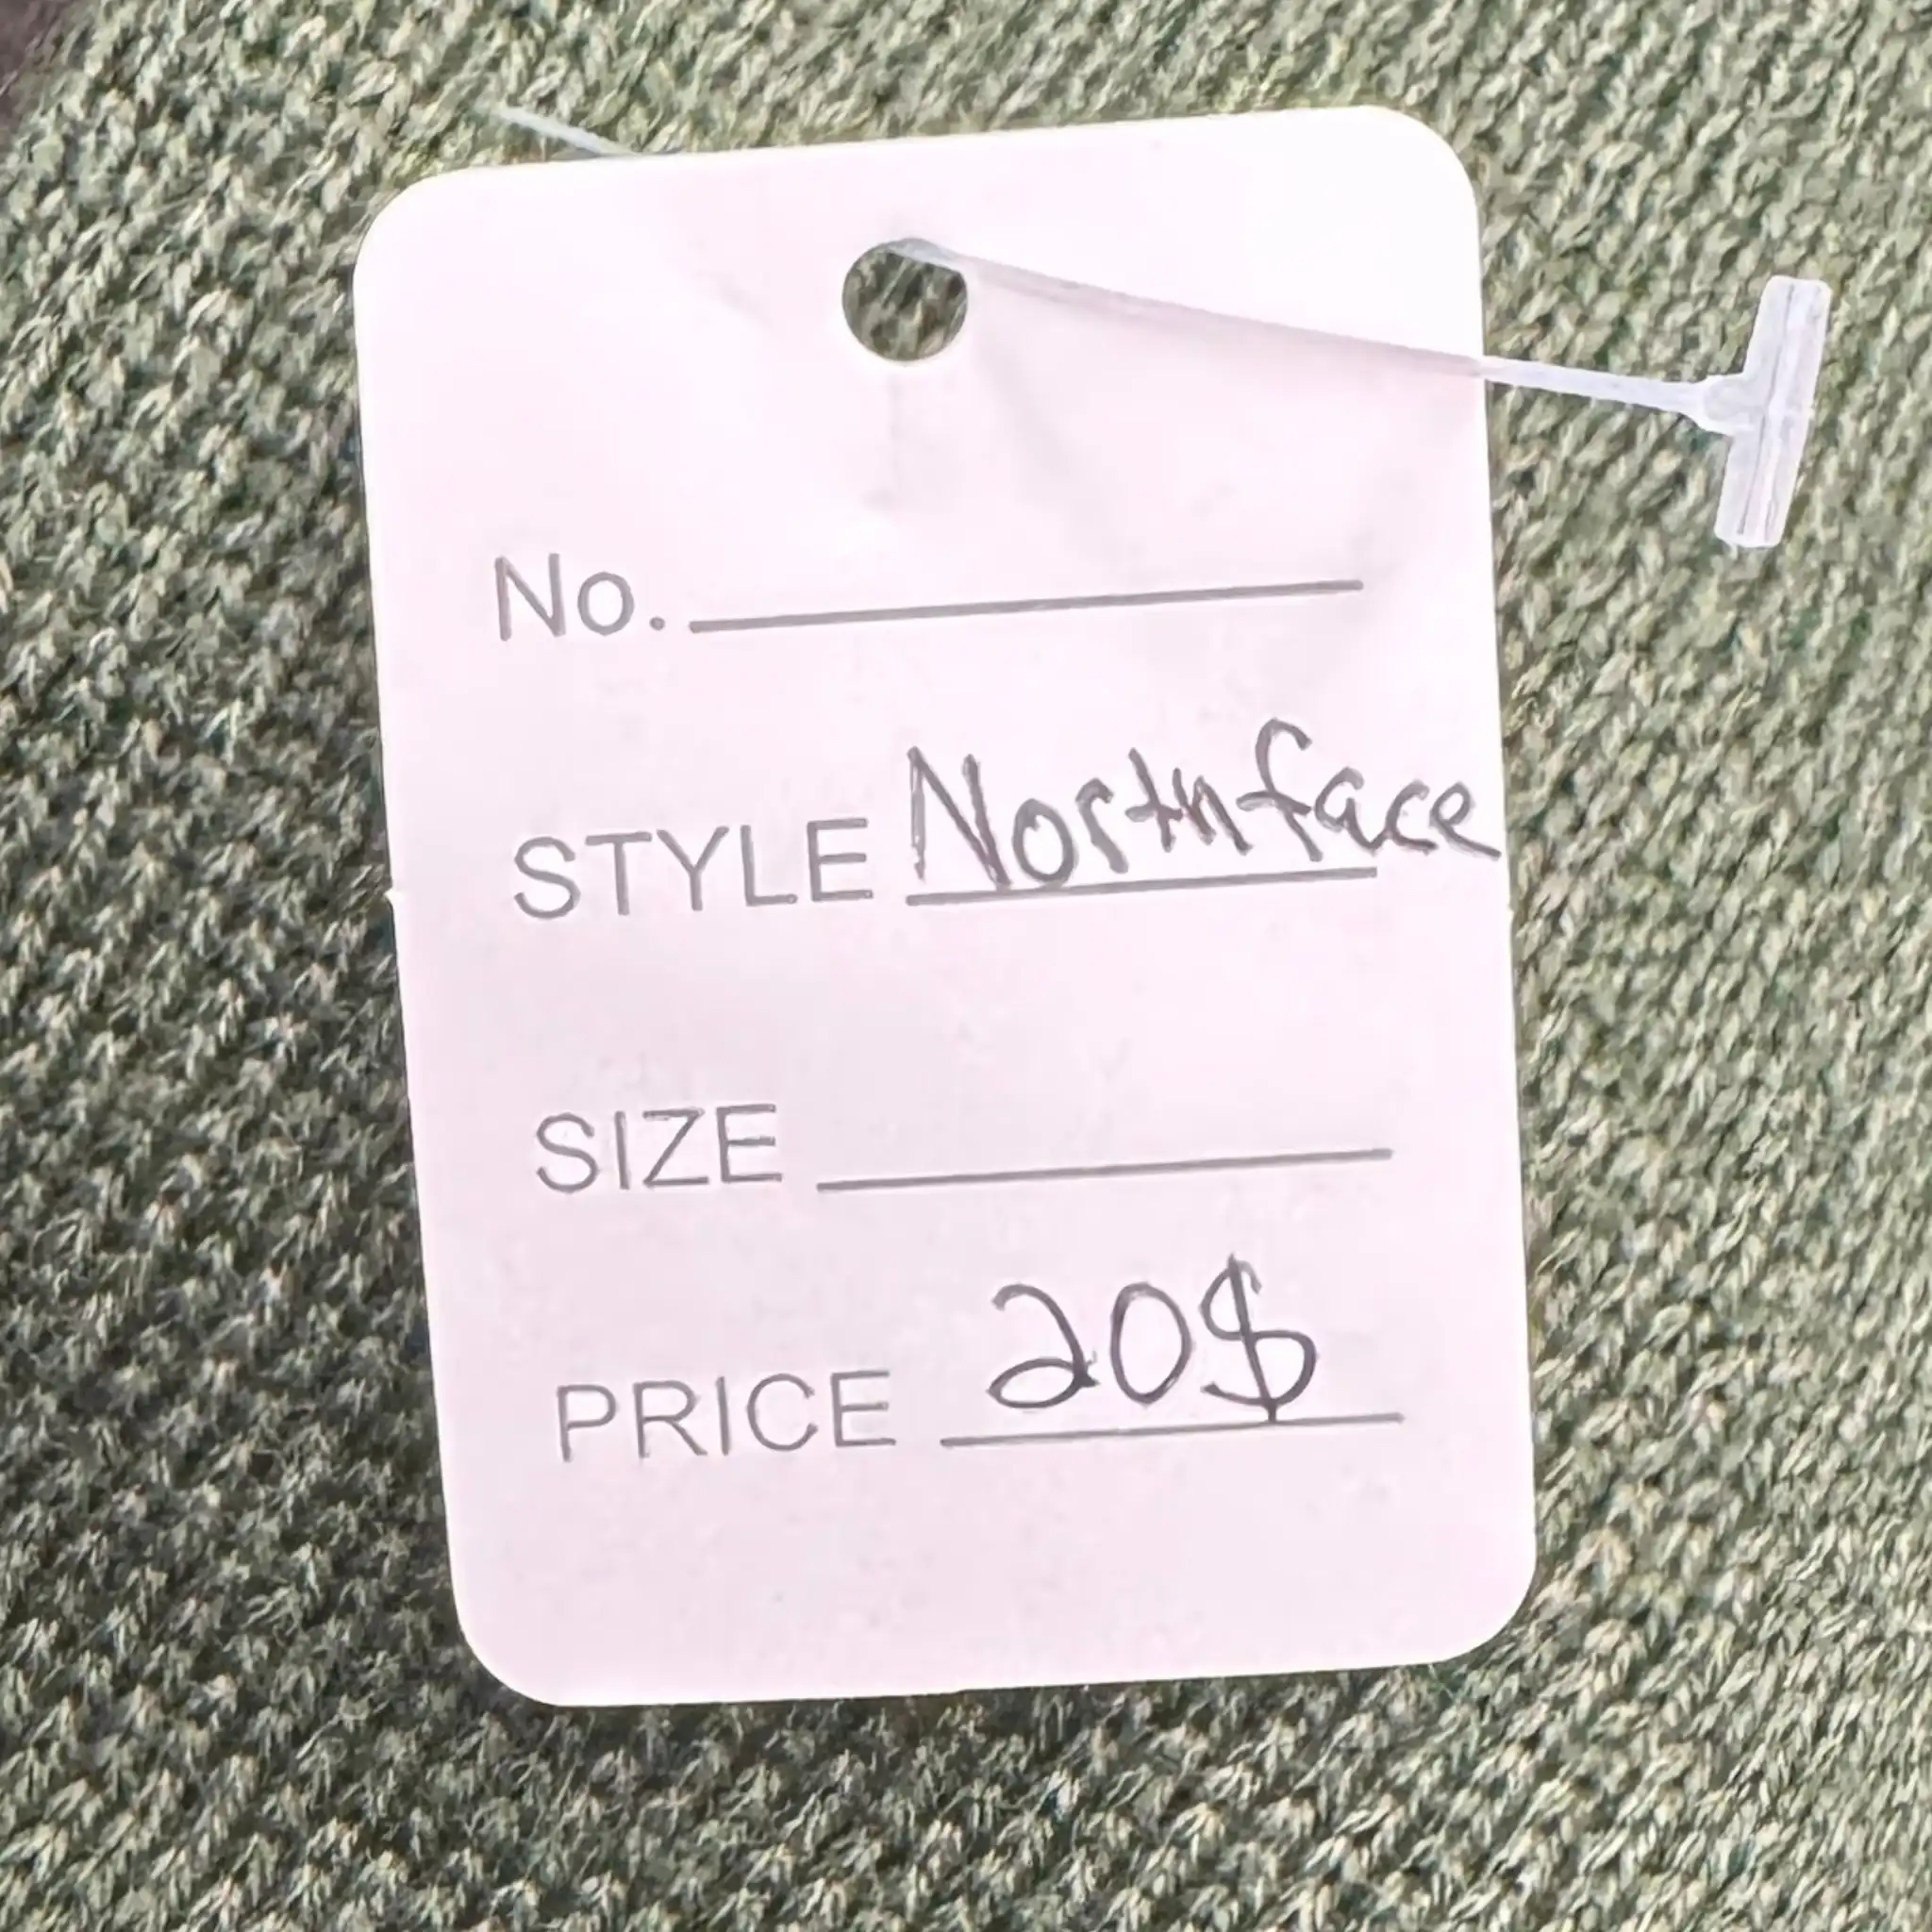 No.
STYLE Northface
SIZE
PRICE 20$